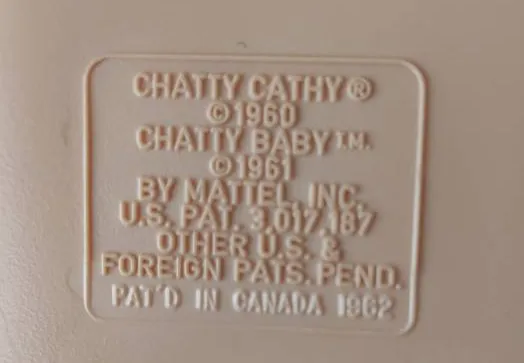 CHATTY CATHY®
©1960
CHATTY BABY T.M.
©1961
BY MATTEL, INC.
U.S. PAT. 3,017,187
OTHER U.S. &
FOREIGN PATS. PEND.
PAT'D IN CANADA 1962